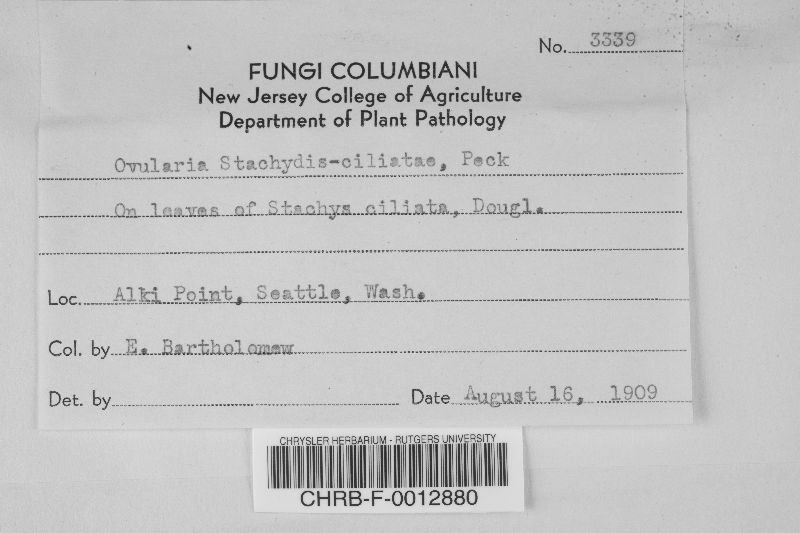 No. 3339
FUNGI COLUMBIANI
New Jersey College of Agriculture
Department of Plant Pathology
Ovularia Stachydis-ciliatae, Peck
On leaves of Stachys ciliata, Dougl.
Loc. Alki Point, Seattle, Wash.
Col. by E. Bartholomew
Det. by
Date August 16, 1909
CHRYSLER HERBARIUM - RUTGERS UNIVERSITY
CHRB-F-0012880